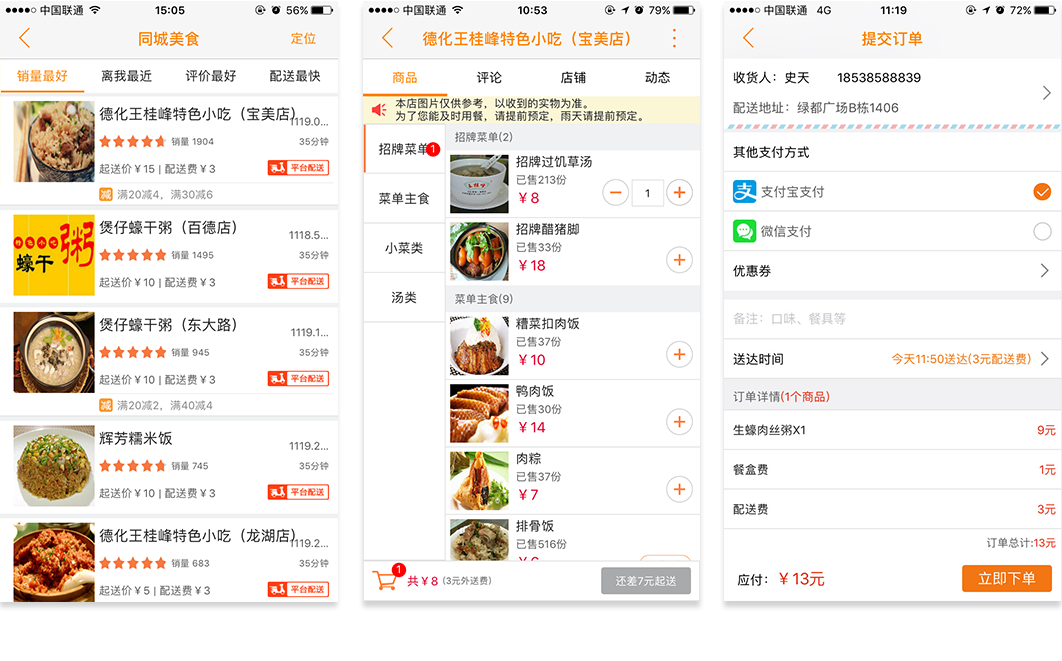 中国联通
15:05
56%
同城美食
定位
销量最好
离我最近
评价最好
配送最快
德化王桂峰特色小吃（宝美店）
1119.0...
销量 1904
35分钟
起送价￥15 | 配送费￥3
平台配送
减 满20减4，满30减6
煲仔蠔干粥（百德店）
1118.5...
销量 1495
35分钟
起送价￥10 | 配送费￥3
平台配送
粥
蠔干
煲仔蠔干粥（东大路）
1119.1...
销量 945
35分钟
起送价￥10 | 配送费￥3
平台配送
减 满20减2，满40减4
辉芳糯米饭
1119.2...
销量 745
35分钟
起送价￥10 | 配送费￥3
平台配送
德化王桂峰特色小吃（龙湖店）
1119.2...
销量 683
35分钟
起送价￥5 | 配送费￥3
平台配送
中国联通
10:53
79%
德化王桂峰特色小吃（宝美店）
商品
评论
店铺
动态
本店图片仅供参考，以收到的实物为准。
为了您能及时用餐，请提前预定，雨天请提前预定。
招牌菜单
1
菜单主食
小菜类
汤类
招牌菜单(2)
招牌过饥草汤
已售213份
￥8
1
招牌醋猪脚
已售33份
￥18
菜单主食(9)
糟菜扣肉饭
已售37份
￥10
鸭肉饭
已售30份
￥14
肉粽
已售37份
￥7
排骨饭
已售516份
1
共￥8 (3元外送费)
还差7元起送
中国联通 4G
11:19
72%
提交订单
收货人：史天 18538588839
配送地址：绿都广场B栋1406
其他支付方式
支
支付宝支付
微信支付
优惠券
备注：口味、餐具等
送达时间
今天11:50送达(3元配送费)
订单详情(1个商品)
生蠔肉丝粥X1
9元
餐盒费
1元
配送费
3元
订单总计:13元
应付：￥13元
立即下单